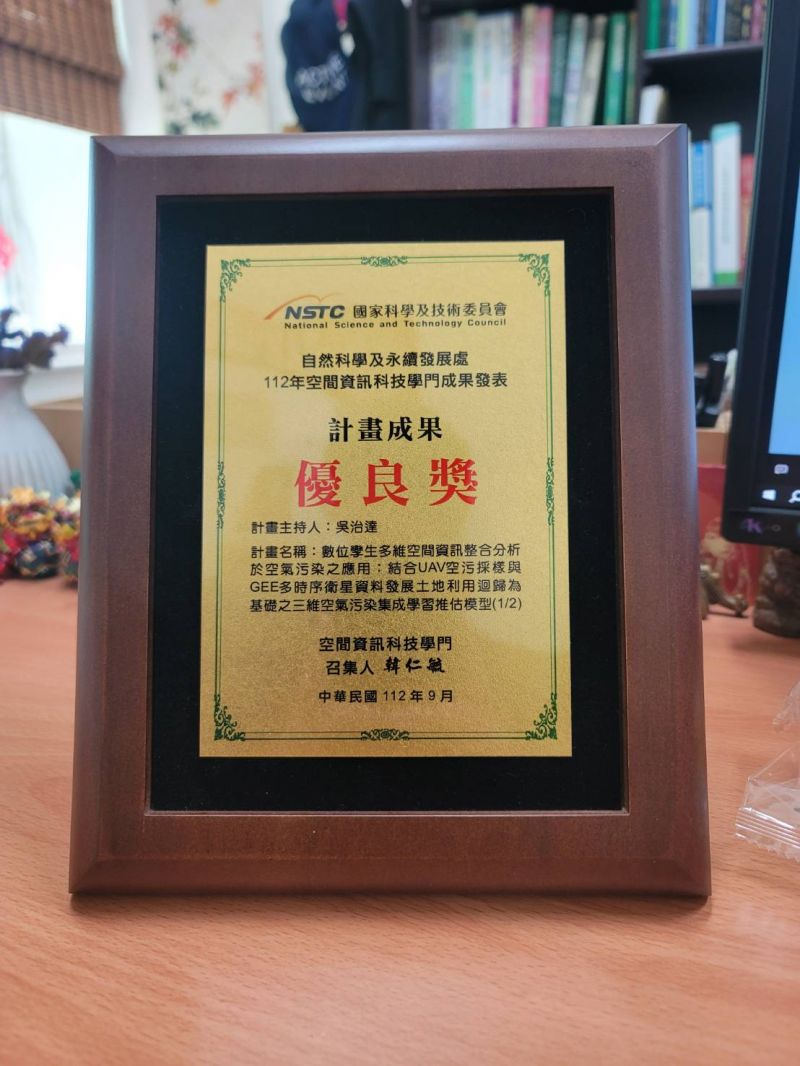 NSTC 國家科學及技術委員會
National Science and Technology Council
自然科學及永續發展處
112年空間資訊科技學門成果發表
計畫成果
優良獎
計畫主持人：吳治達
計畫名稱：數位孿生多維空間資訊整合分析
於空氣污染之應用：結合UAV空污採樣與
GEE多時序衛星資料發展土地利用迴歸為
基礎之三維空氣污染集成學習推估模型(1/2)
空間資訊科技學門
召集人 韓仁毓
中華民國 112 年 9 月